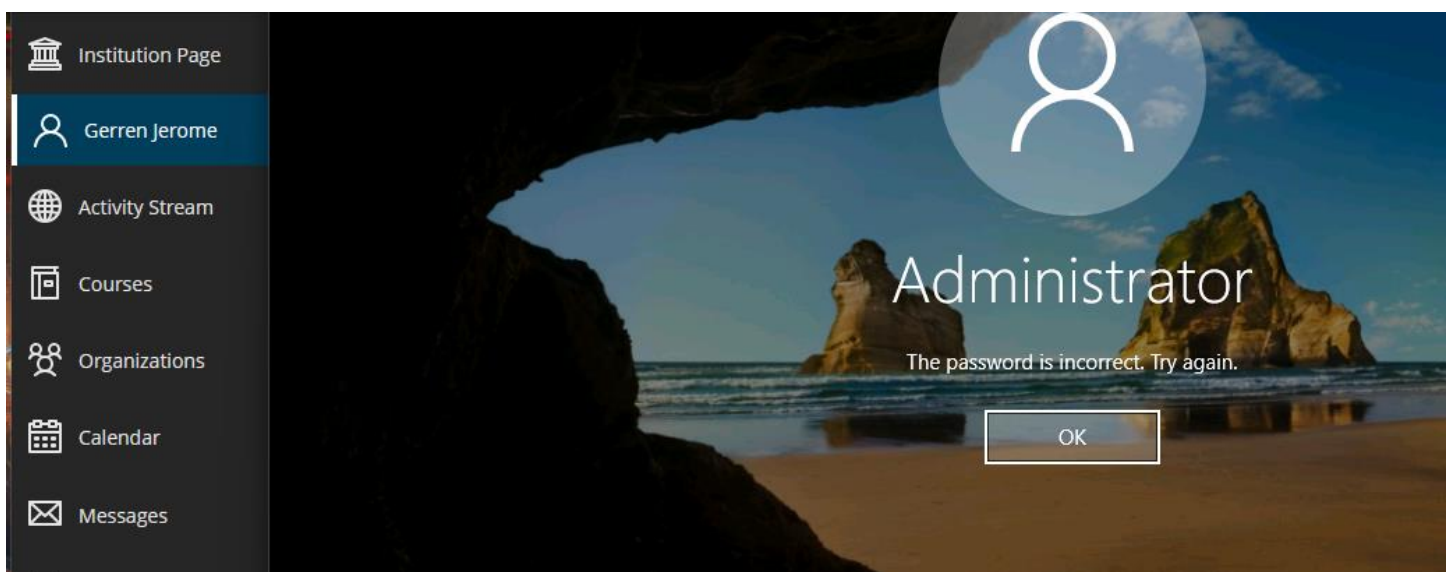 Institution Page
Gerren Jerome
Activity Stream
Courses
Organizations
Calendar
Messages
Administrator
The password is incorrect. Try again.
OK